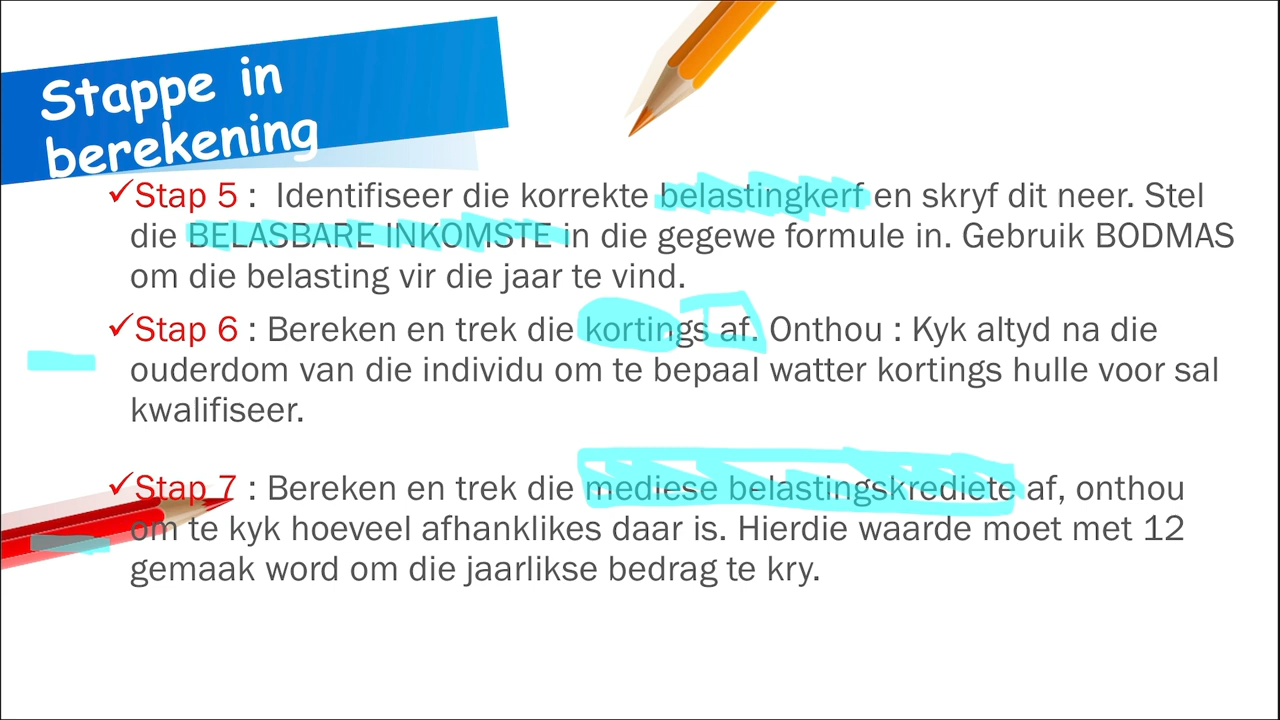 Stappe in
berekening
✓Stap 5 : Identifiseer die korrekte belastingkerf en skryf dit neer. Stel
die BELASBARE INKOMSTE in die gegewe formule in. Gebruik BODMAS
om die belasting vir die jaar te vind.
✓Stap 6 : Bereken en trek die kortings af. Onthou : Kyk altyd na die
ouderdom van die individu om te bepaal watter kortings hulle voor sal
kwalifiseer.
✓Stap 7 : Bereken en trek die mediese belastingskrediete af, onthou
om te kyk hoeveel afhanklikes daar is. Hierdie waarde moet met 12
gemaak word om die jaarlikse bedrag te kry.